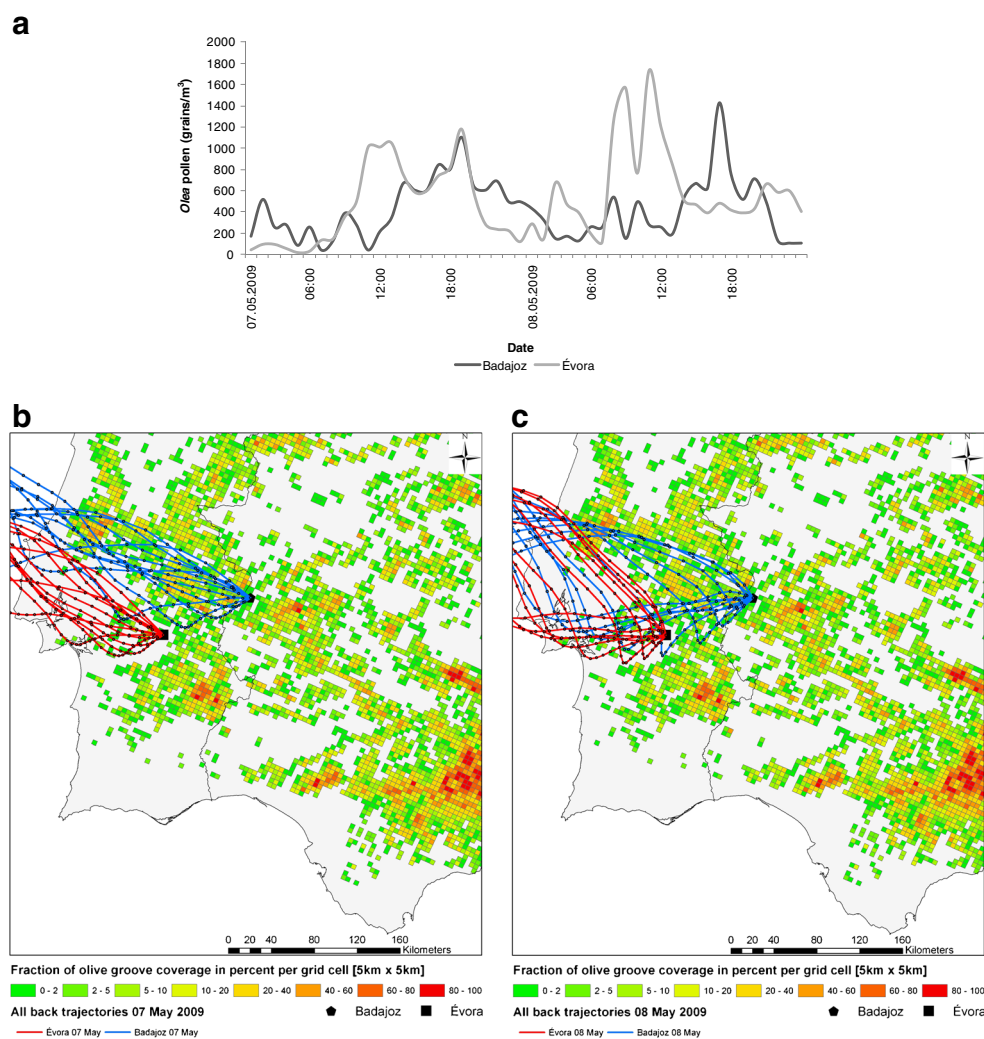 a
Olea pollen (grains/m³)
2000
1800
1600
1400
1200
1000
800
600
400
200
0
07.05.2009
06:00
12:00
18:00
08.05.2009
06:00
12:00
18:00
Date
Badajoz
Évora
b
N
0 20 40 80 120 160
Kilometers
Fraction of olive groove coverage in percent per grid cell [5km x 5km]
0 - 2 2 - 5 5 - 10 10 - 20 20 - 40 40 - 60 60 - 80 80 - 100
All back trajectories 07 May 2009 Badajoz Évora
Évora 07 May Badajoz 07 May
c
N
0 20 40 80 120 160
Kilometers
Fraction of olive groove coverage in percent per grid cell [5km x 5km]
0 - 2 2 - 5 5 - 10 10 - 20 20 - 40 40 - 60 60 - 80 80 - 100
All back trajectories 08 May 2009 Badajoz Évora
Évora 08 May Badajoz 08 May